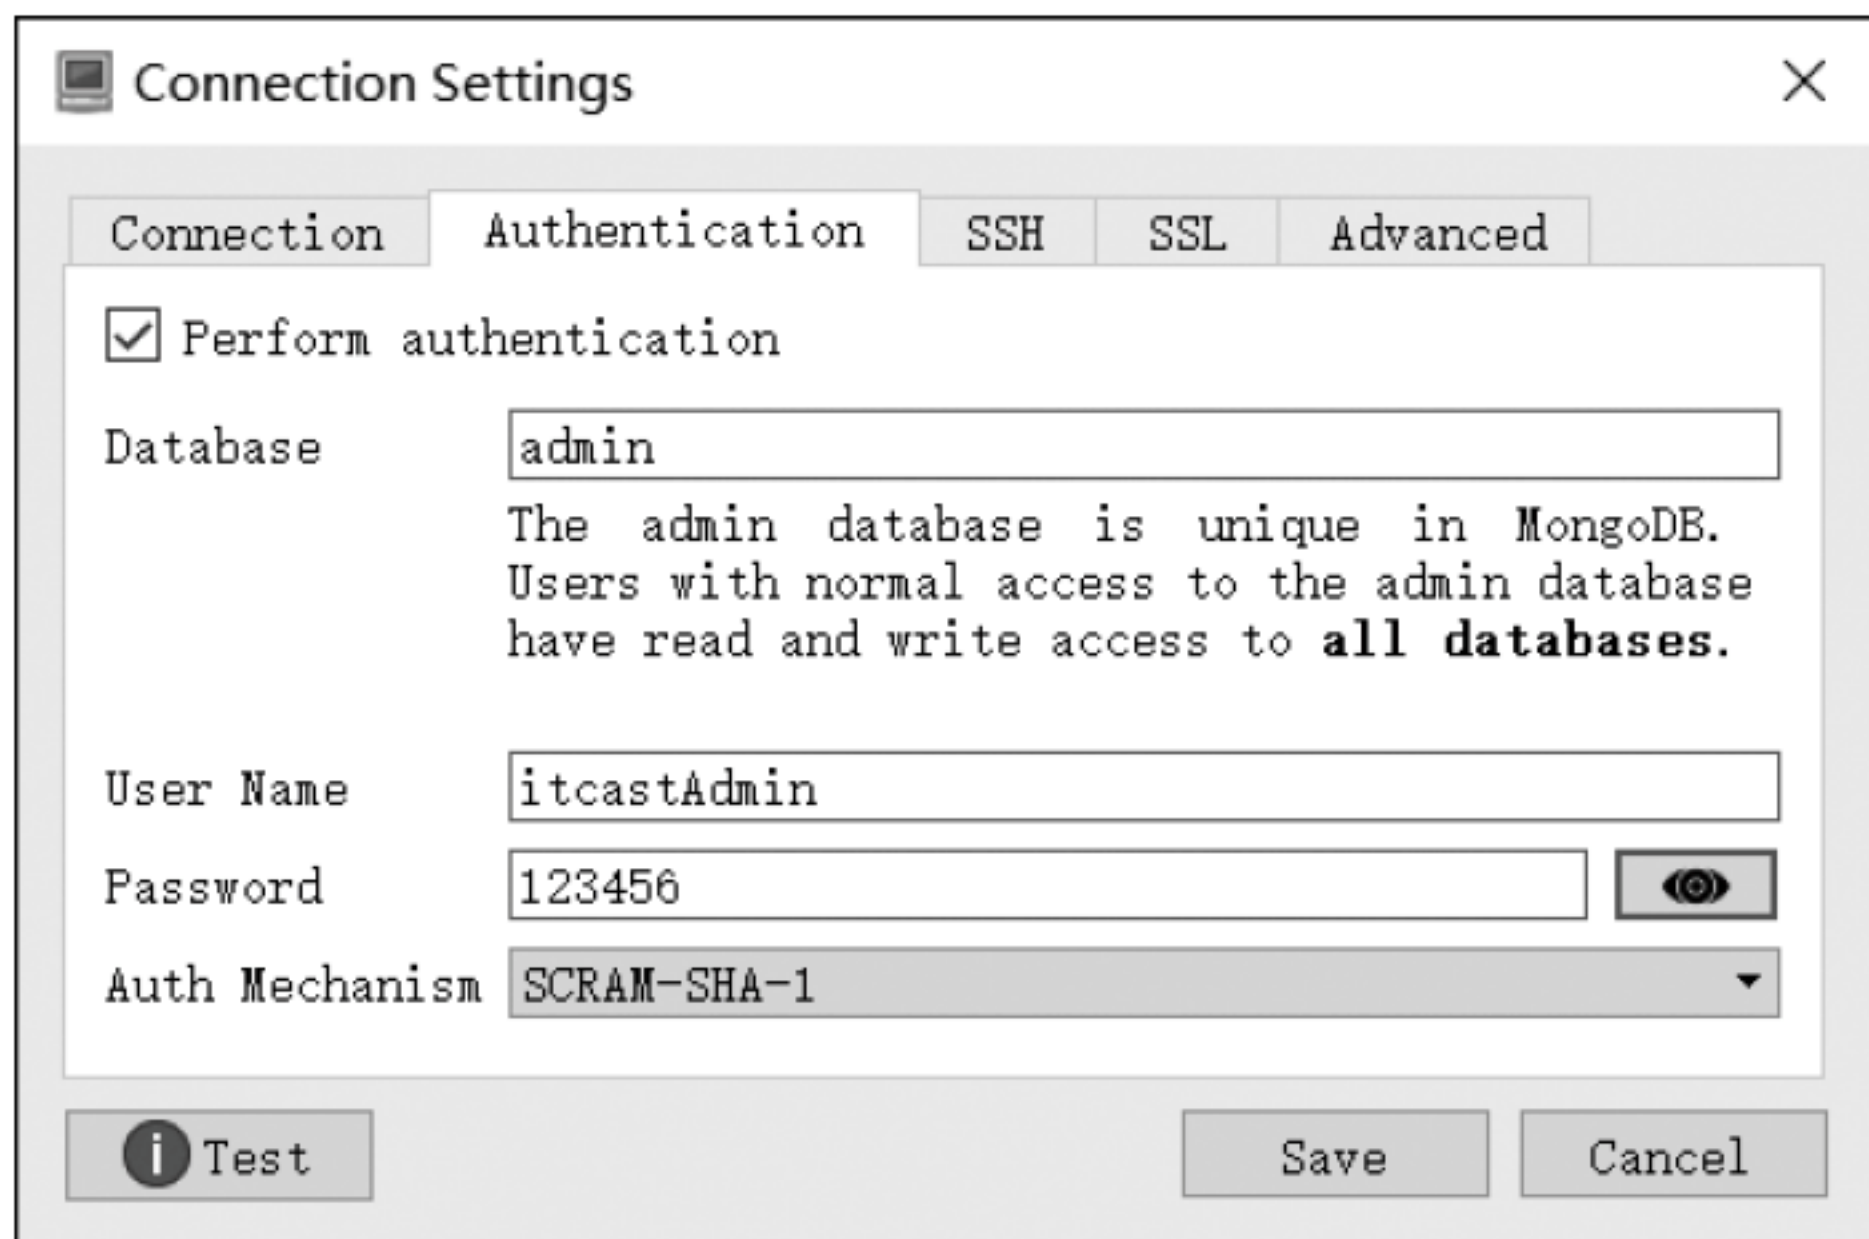 Connection Settings
Connection Authentication SSH SSL Advanced
Perform authentication
Database admin
The admin database is unique in MongoDB.
Users with normal access to the admin database
have read and write access to all databases.
User Name itcastAdmin
Password 123456
Auth Mechanism SCRAM-SHA-1
Test Save Cancel